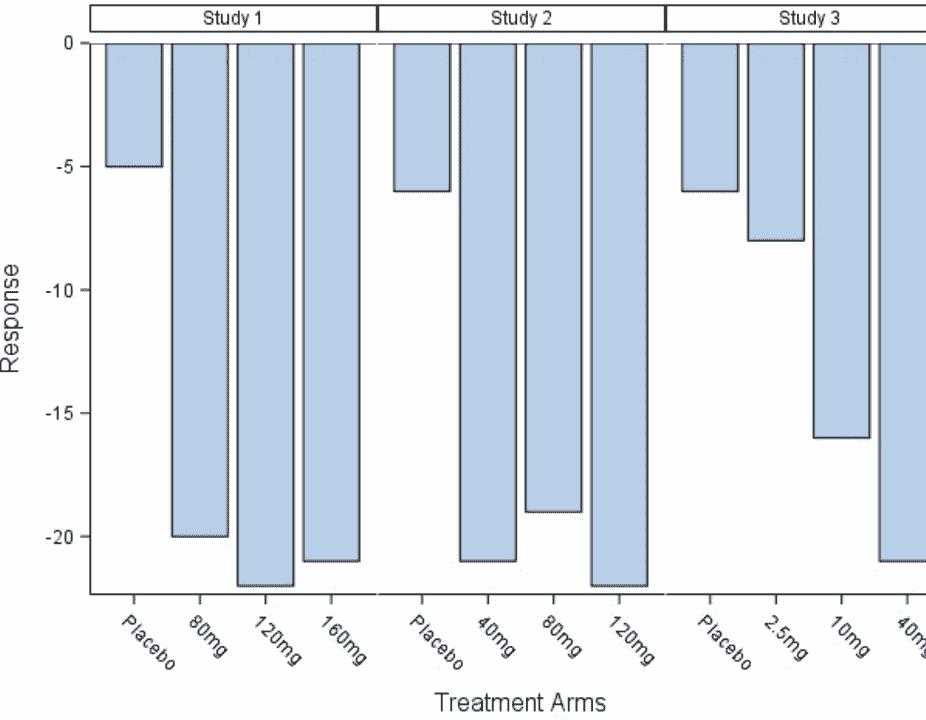 Study 1
Study 2
Study 3
0
-5
-10
-15
-20
Response
Placebo
80mg
120mg
160mg
Placebo
40mg
80mg
120mg
Placebo
2.5mg
10mg
40mg
Treatment Arms